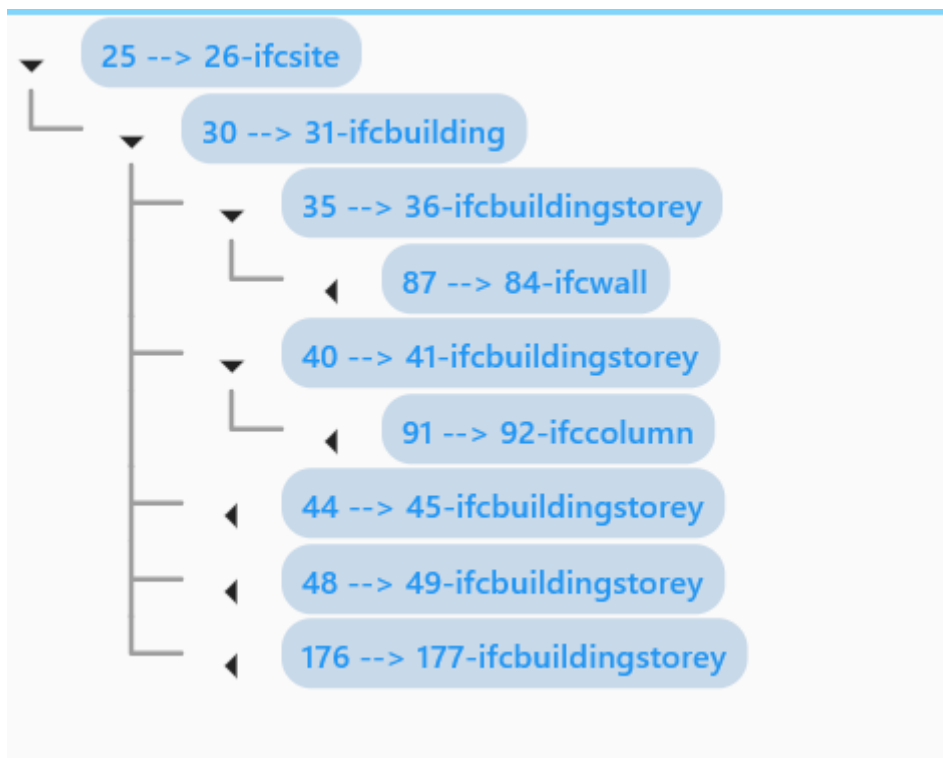 25 --> 26-ifcsite
30 --> 31-ifcbuilding
35 --> 36-ifcbuildingstorey
87 --> 84-ifcwall
40 --> 41-ifcbuildingstorey
91 --> 92-ifccolumn
44 --> 45-ifcbuildingstorey
48 --> 49-ifcbuildingstorey
176 --> 177-ifcbuildingstorey